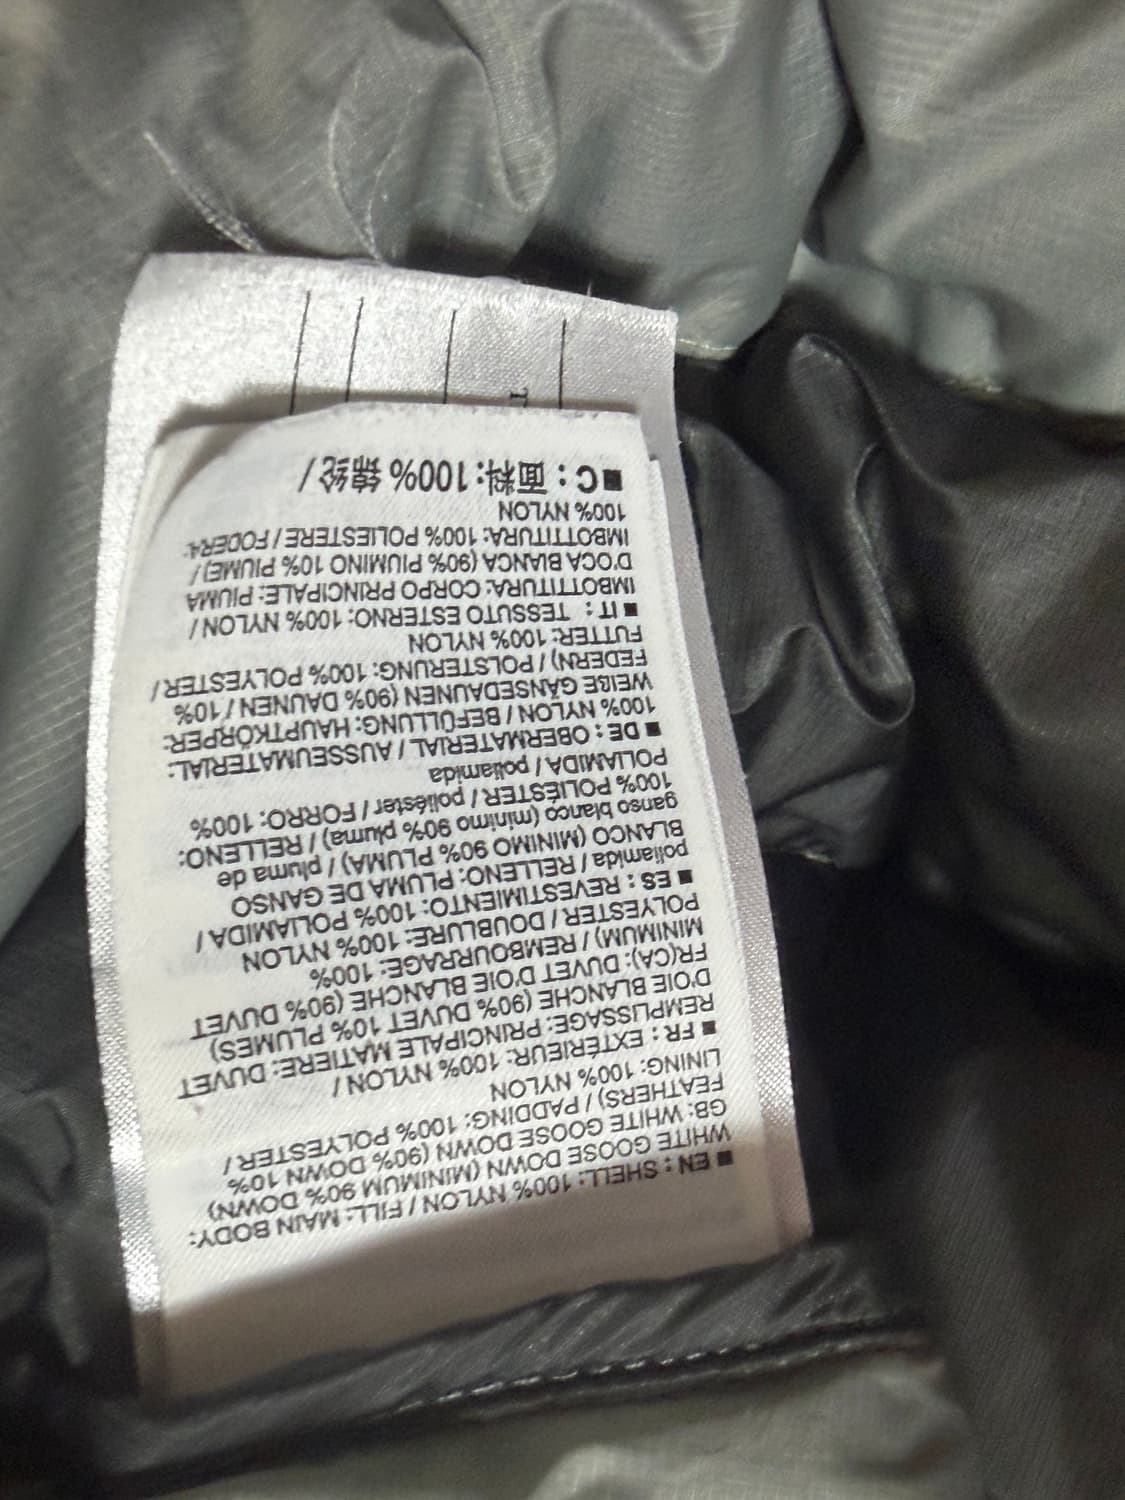 ■ EN : SHELL: 100% NYLON / FILL: MAIN BODY:
WHITE GOOSE DOWN (MINIMUM 90% DOWN)
GB: WHITE GOOSE DOWN (90% DOWN 10%
FEATHERS) / PADDING: 100% POLYESTER /
LINING: 100% NYLON
■ FR : EXTÉRIEUR: 100% NYLON /
REMPLISSAGE: PRINCIPALE MATIERE: DUVET
D'OIE BLANCHE (90% DUVET 10% PLUMES)
FR(CA): DUVET D'OIE BLANCHE (90% DUVET
MINIMUM) / REMBOURRAGE: 100%
POLYESTER / DOUBLURE: 100% NYLON
■ ES : REVESTIMIENTO: 100% POLIAMIDA /
poliamida / RELLENO: PLUMA DE GANSO
BLANCO (MINIMO 90% PLUMA) / pluma de
ganso blanco (mínimo 90% pluma) / RELLENO:
100% POLIÉSTER / poliéster / FORRO: 100%
POLIAMIDA / poliamida
■ DE : OBERMATERIAL / AUSSEUMATERIAL:
100% NYLON / BEFÜLLUNG: HAUPTKÖRPER:
WEIßE GÄNSEDAUNEN (90% DAUNEN / 10%
FEDERN) / POLSTERUNG: 100% POLYESTER /
FUTTER: 100% NYLON
■ IT : TESSUTO ESTERNO: 100% NYLON /
IMBOTTITURA: CORPO PRINCIPALE: PIUMA
D'OCA BIANCA (90% PIUMINO 10% PIUME) /
IMBOTTITURA: 100% POLIESTERE / FODERA:
100% NYLON
■ C : 面料: 100% 锦纶 /